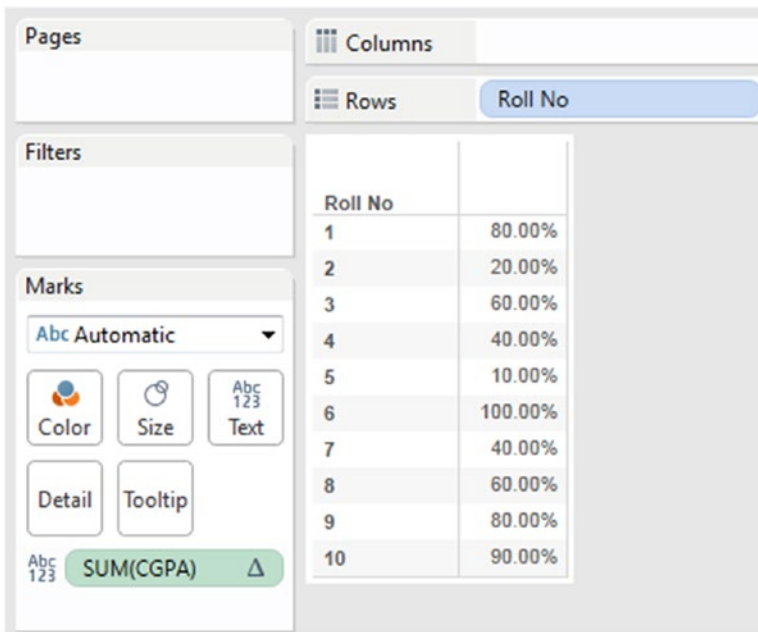 Pages
Columns
Rows Roll No
Filters
Roll No
1 80.00%
2 20.00%
3 60.00%
4 40.00%
5 10.00%
6 100.00%
7 40.00%
8 60.00%
9 80.00%
10 90.00%
Marks
Abc Automatic
Color Size Abc 123 Text
Detail Tooltip
Abc 123 SUM(CGPA) Δ